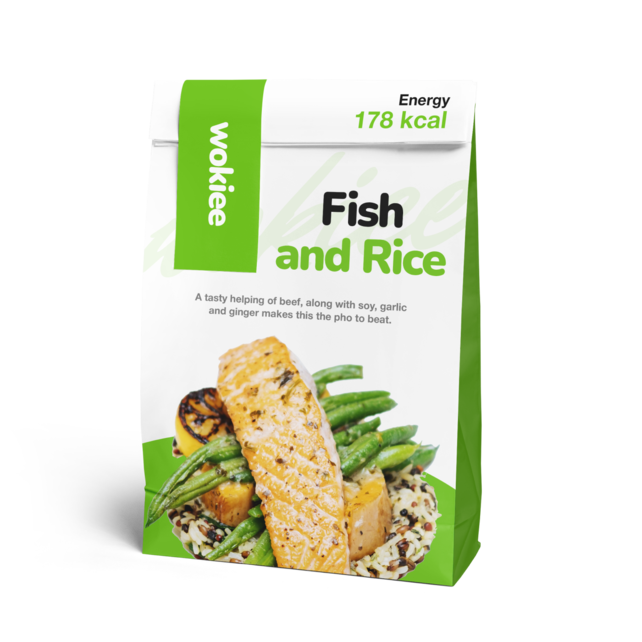 Energy
178 kcal
wokiee
Fish
and Rice
A tasty helping of beef, along with soy, garlic
and ginger makes this the pho to beat.
wokiee